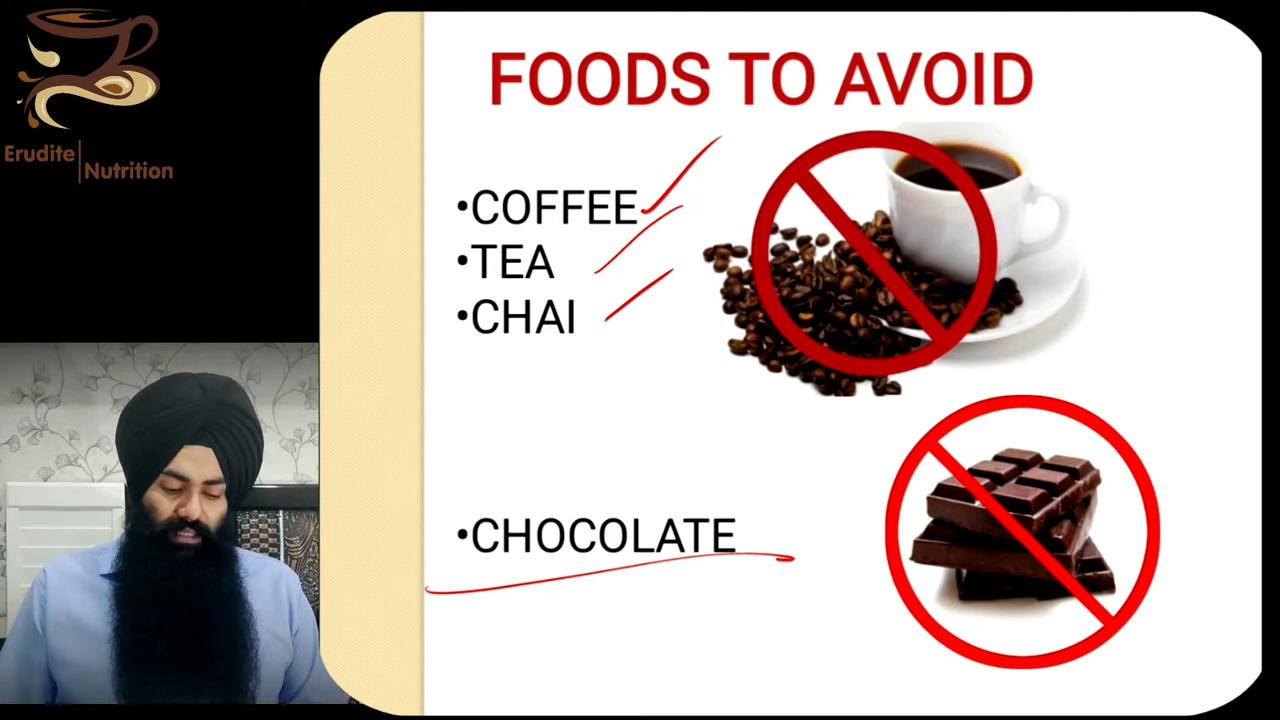 Erudite
Nutrition
FOODS TO AVOID
•COFFEE
•TEA
•CHAI
•CHOCOLATE